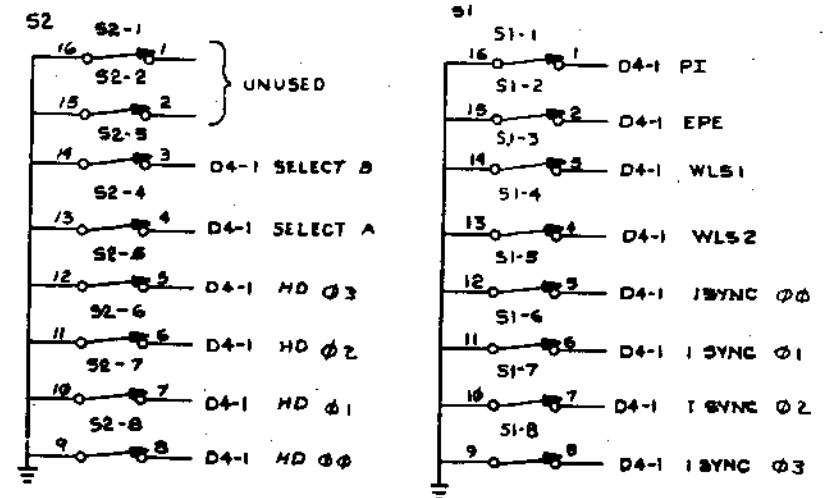 S2
S2-1
16 1
S2-2
UNUSED
15 2
S2-3
14 3 D4-1 SELECT B
S2-4
13 4 D4-1 SELECT A
S2-5
12 5 D4-1 HD Ø3
S2-6
11 6 D4-1 HD Ø2
S2-7
1Ø 7 D4-1 HD Ø1
S2-8
9 8 D4-1 HD ØØ
S1
S1-1
16 1 D4-1 PI
S1-2
15 2 D4-1 EPE
S1-3
14 3 D4-1 WLS1
S1-4
13 4 D4-1 WLS2
S1-5
12 5 D4-1 ISYNC ØØ
S1-6
11 6 D4-1 I SYNC Ø1
S1-7
1Ø 7 D4-1 I SYNC Ø2
S1-8
9 8 D4-1 I SYNC Ø3